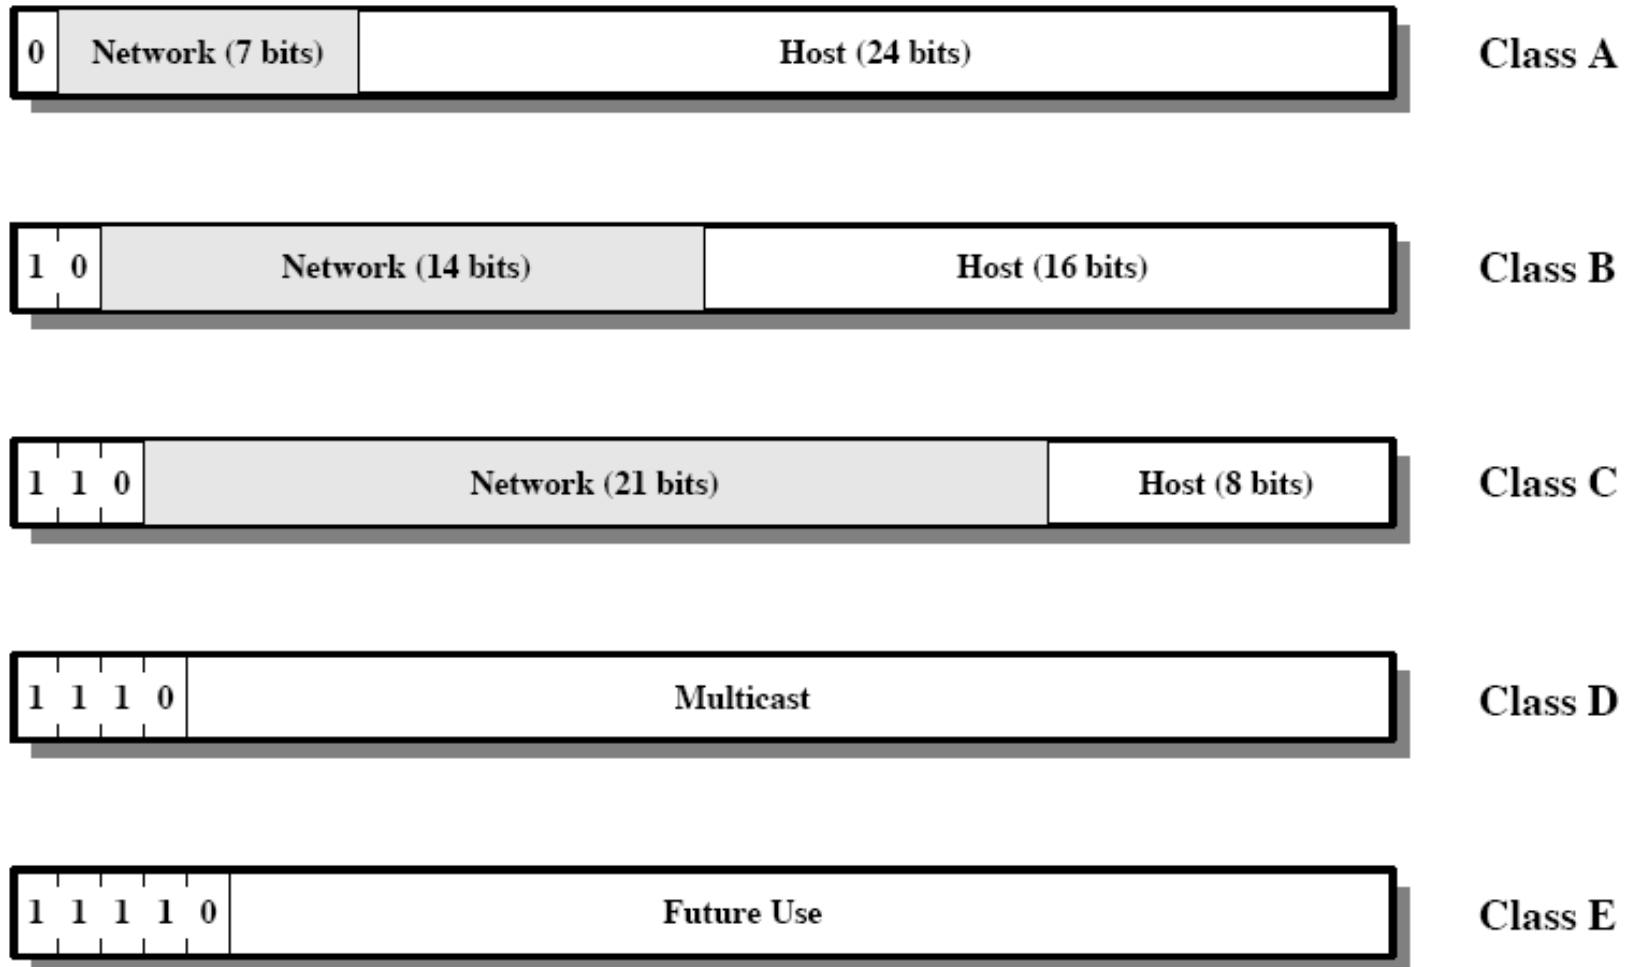 0 Network (7 bits) Host (24 bits) Class A
1 0 Network (14 bits) Host (16 bits) Class B
1 1 0 Network (21 bits) Host (8 bits) Class C
1 1 1 0 Multicast Class D
1 1 1 1 0 Future Use Class E